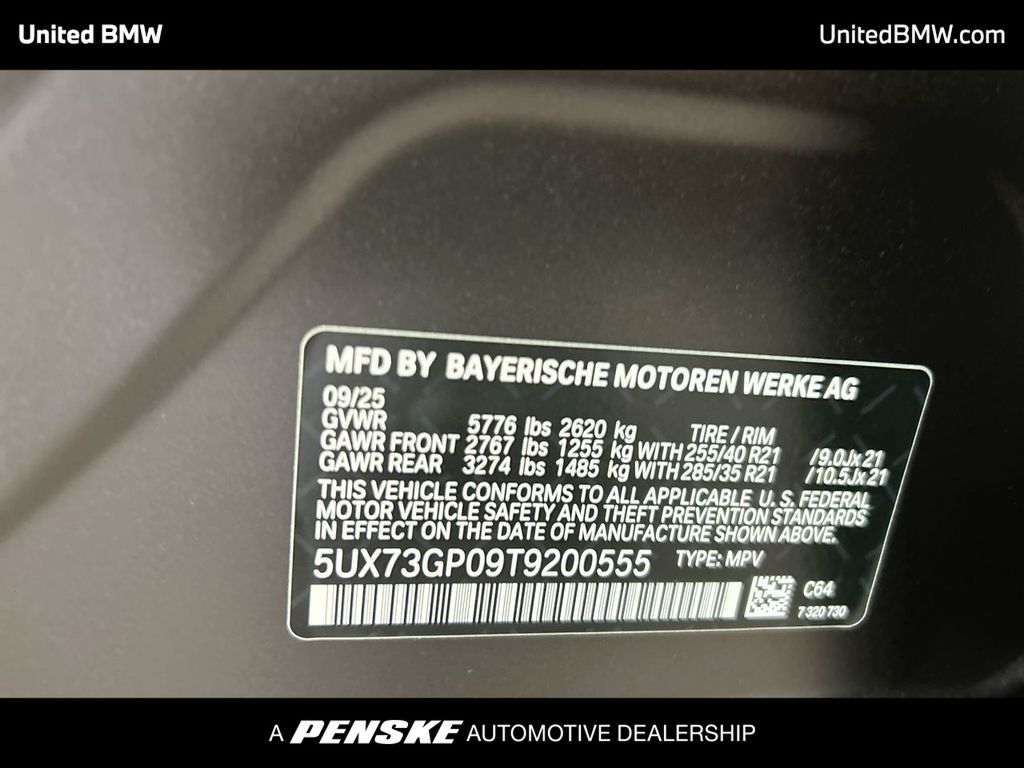 United BMW
UnitedBMW.com
MFD BY BAYERISCHE MOTOREN WERKE AG
09/25
GVWR 5776 lbs 2620 kg TIRE / RIM
GAWR FRONT 2767 lbs 1255 kg WITH 255/40 R21 /9.0Jx21
GAWR REAR 3274 lbs 1485 kg WITH 285/35 R21 /10.5Jx21
THIS VEHICLE CONFORMS TO ALL APPLICABLE U. S. FEDERAL
MOTOR VEHICLE SAFETY AND THEFT PREVENTION STANDARDS
IN EFFECT ON THE DATE OF MANUFACTURE SHOWN ABOVE.
5UX73GP09T9200555 TYPE: MPV
C64
7 320 730
A PENSKE AUTOMOTIVE DEALERSHIP